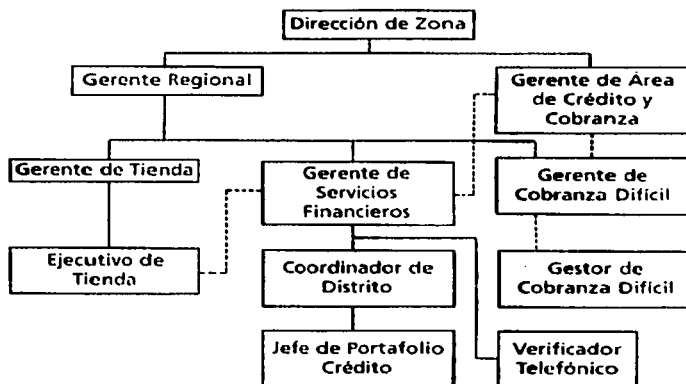 Dirección de Zona
Gerente Regional
Gerente de Área
de Crédito y
Cobranza
Gerente de Tienda
Gerente de
Servicios
Financieros
Gerente de
Cobranza Difícil
Ejecutivo de
Tienda
Coordinador de
Distrito
Gestor de
Cobranza Difícil
Jefe de Portafolio
Crédito
Verificador
Telefónico